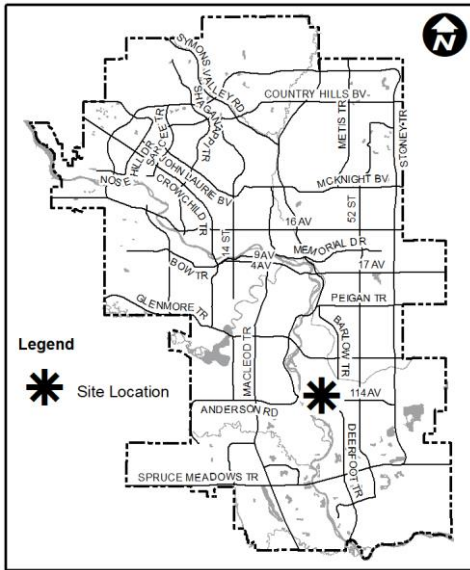 N
SYMONS VALLEY RD
SHAGANAPPI TR
COUNTRY HILLS BV
METIS TR
STONEY TR
SARCEE TR
NOSE HILL DR
JOHN LAURIE BV
CROWCHILD TR
MCKNIGHT BV
14 ST
16 AV
52 ST
MEMORIAL DR
9 AV
4 AV
17 AV
BOW TR
PEIGAN TR
GLENMORE TR
BARLOW TR
MACLEOD TR
Legend
Site Location
114 AV
ANDERSON RD
DEERFOOT TR
SPRUCE MEADOWS TR